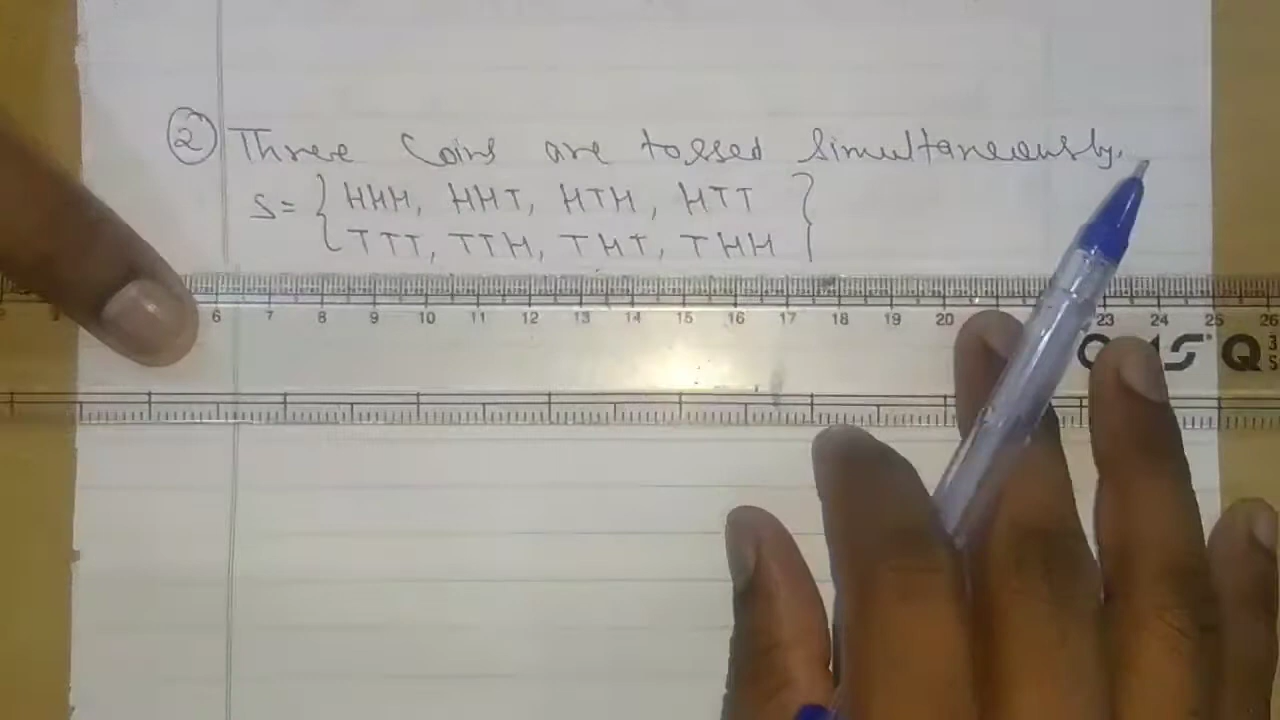 ② Three Coins are tossed Simultaneously.
S = { HHH, HHT, HTH, HTT
TTT, TTH, THT, THH }
6 7 8 9 10 11 12 13 14 15 16 17 18 19 20 23 24 25 26
Q